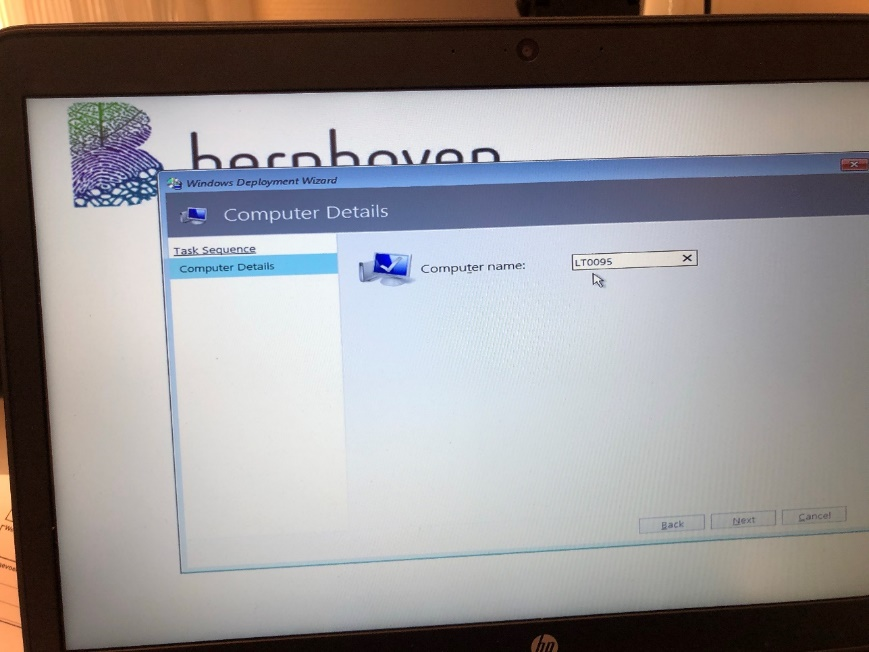 bernhoven
Windows Deployment Wizard
Computer Details
Task Sequence
Computer Details
Computer name:
LT0095
Back
Next
Cancel
hp